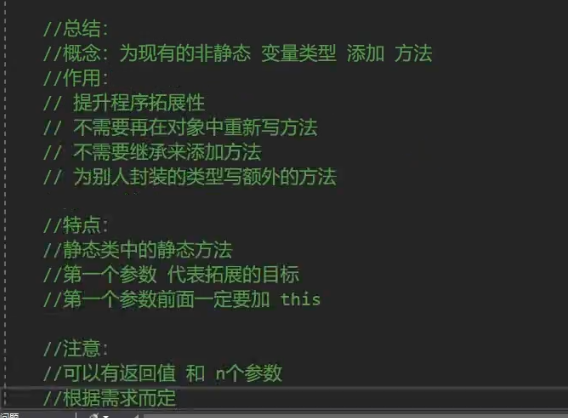 //总结：
//概念：为现有的非静态 变量类型 添加 方法
//作用：
// 提升程序拓展性
// 不需要再在对象中重新写方法
// 不需要继承来添加方法
// 为别人封装的类型写额外的方法
//特点：
//静态类中的静态方法
//第一个参数 代表拓展的目标
//第一个参数前面一定要加 this
//注意：
//可以有返回值 和 n个参数
//根据需求而定